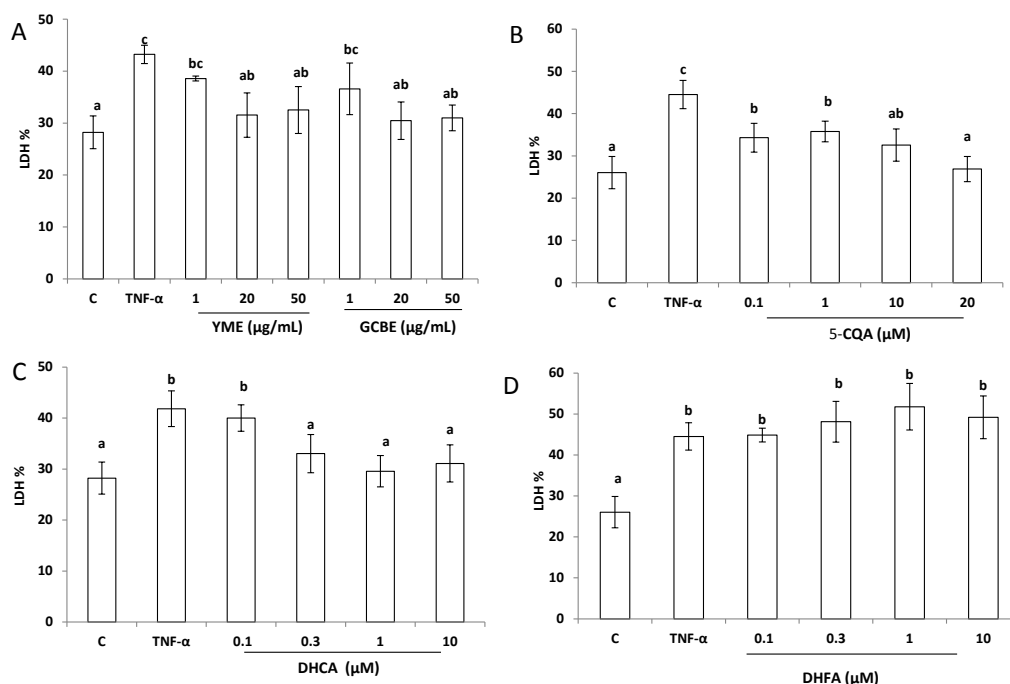 A
LDH %
50
40
30
20
10
0
a
c
bc
ab
ab
bc
ab
ab
C TNF-α 1 20 50 1 20 50
YME (µg/mL) GCBE (µg/mL)
B
LDH %
60
50
40
30
20
10
0
a
c
b
b
ab
a
C TNF-α 0.1 1 10 20
5-CQA (µM)
C
LDH %
50
40
30
20
10
0
a
b
b
a
a
a
C TNF-α 0.1 0.3 1 10
DHCA (µM)
D
LDH %
60
50
40
30
20
10
0
a
b
b
b
b
b
C TNF-α 0.1 0.3 1 10
DHFA (µM)